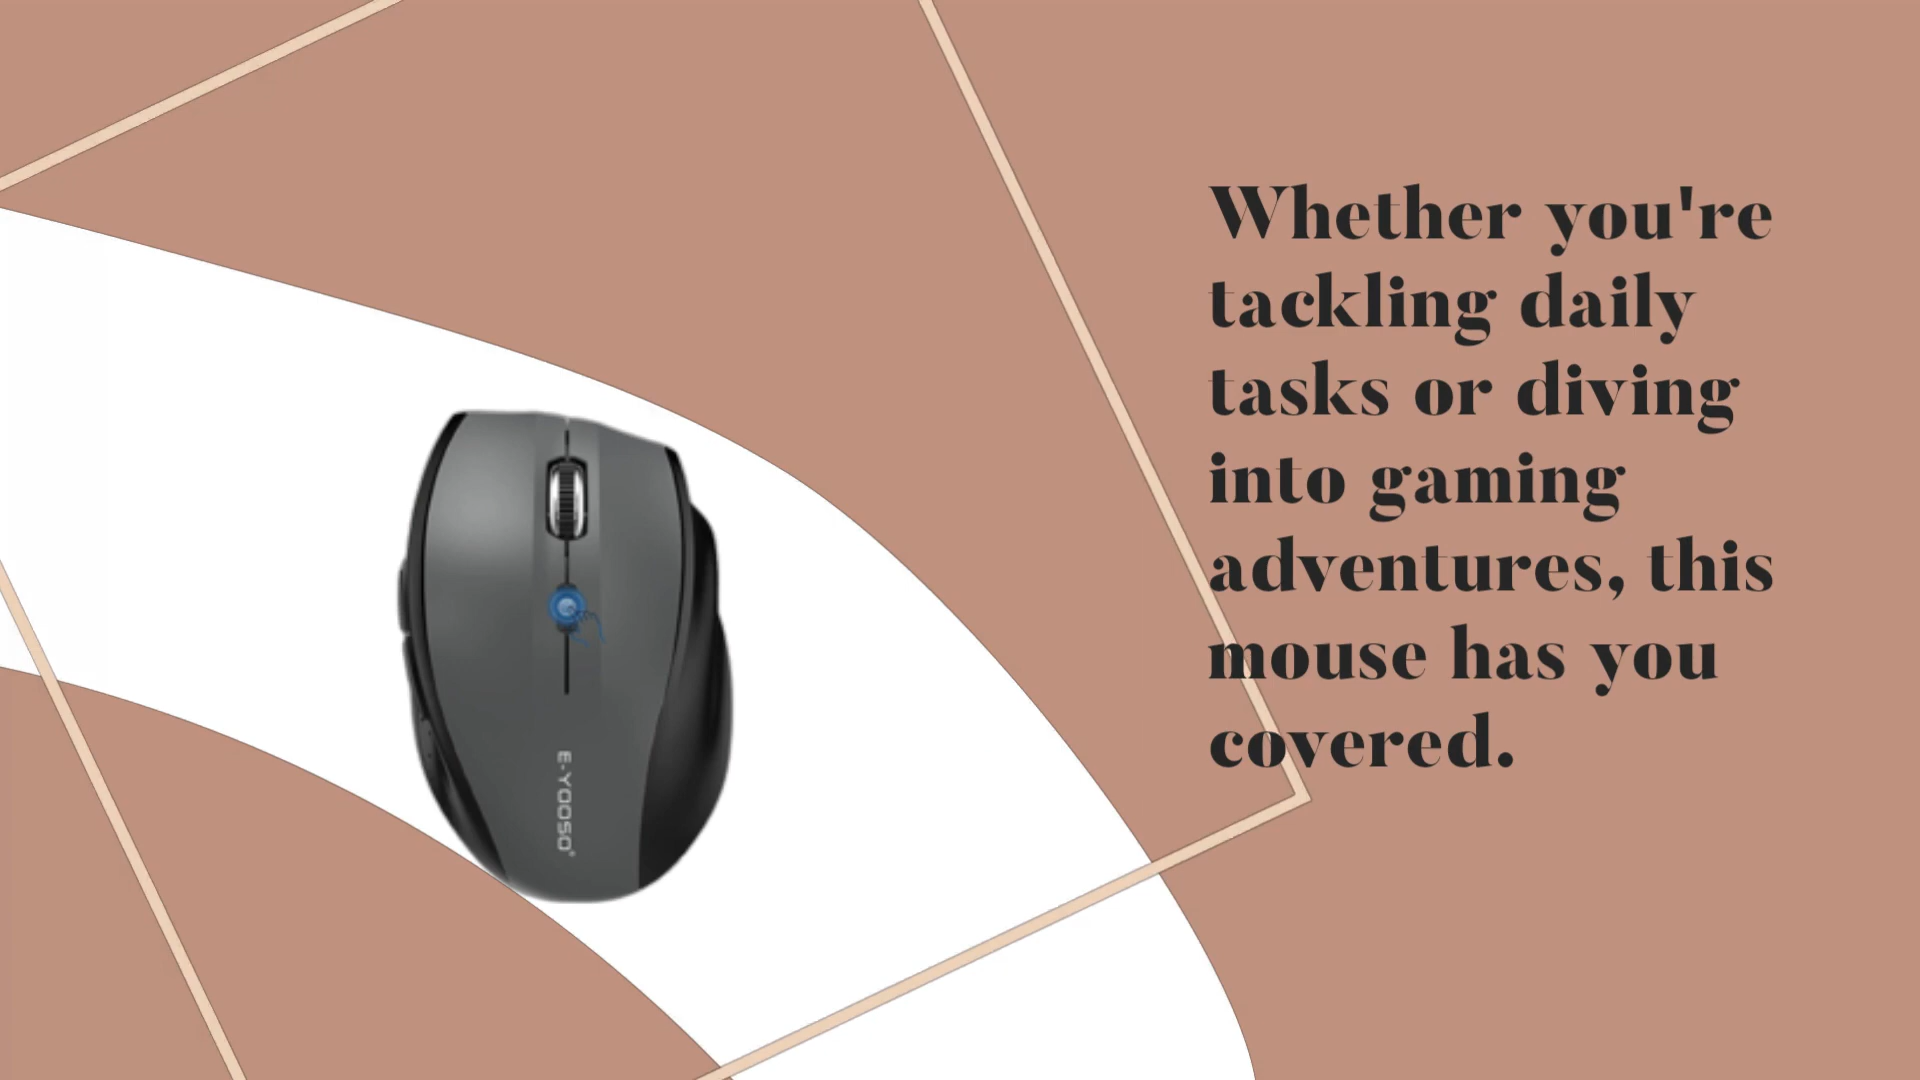 Whether you're
tackling daily
tasks or diving
into gaming
adventures, this
mouse has you
covered.
E-YOOSO